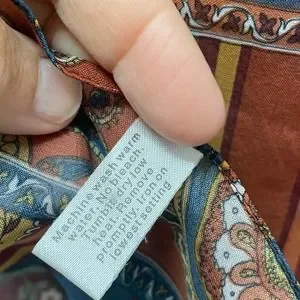 Machine wash warm
water. No bleach.
Tumble dry low
heat. Remove
promptly. Iron on
lowest setting